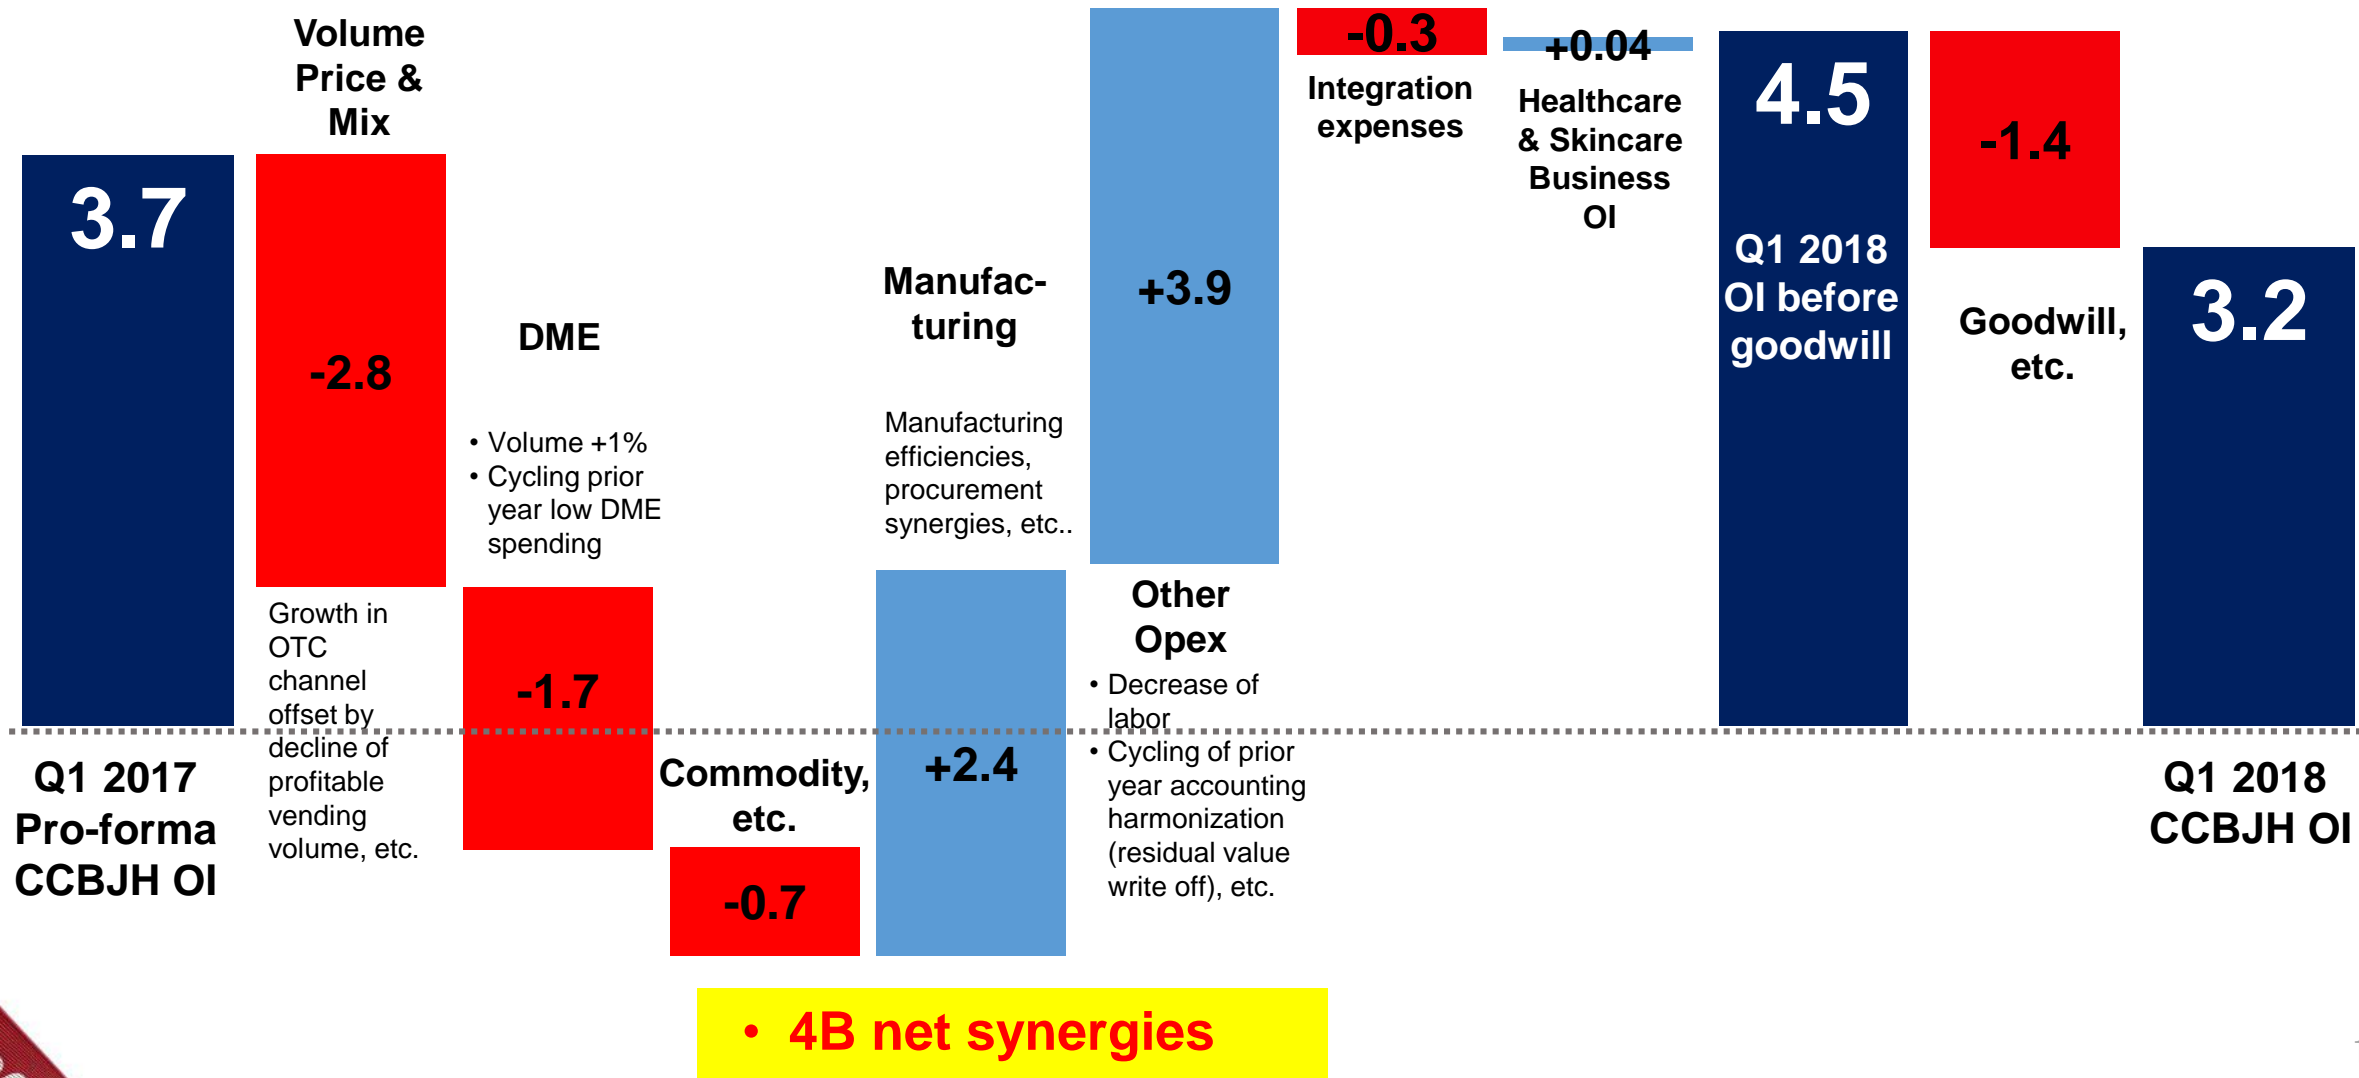 3.7
Q1 2017
Pro-forma
CCBJH OI
Volume
Price &
Mix
-2.8
Growth in
OTC
channel
offset by
decline of
profitable
vending
volume, etc.
DME
• Volume +1%
• Cycling prior
year low DME
spending
-1.7
Commodity,
etc.
-0.7
Manufac-
turing
Manufacturing
efficiencies,
procurement
synergies, etc..
+2.4
+3.9
Other
Opex
• Decrease of
labor
• Cycling of prior
year accounting
harmonization
(residual value
write off), etc.
-0.3
Integration
expenses
+0.04
Healthcare
& Skincare
Business
OI
4.5
Q1 2018
OI before
goodwill
-1.4
Goodwill,
etc.
3.2
Q1 2018
CCBJH OI
• 4B net synergies